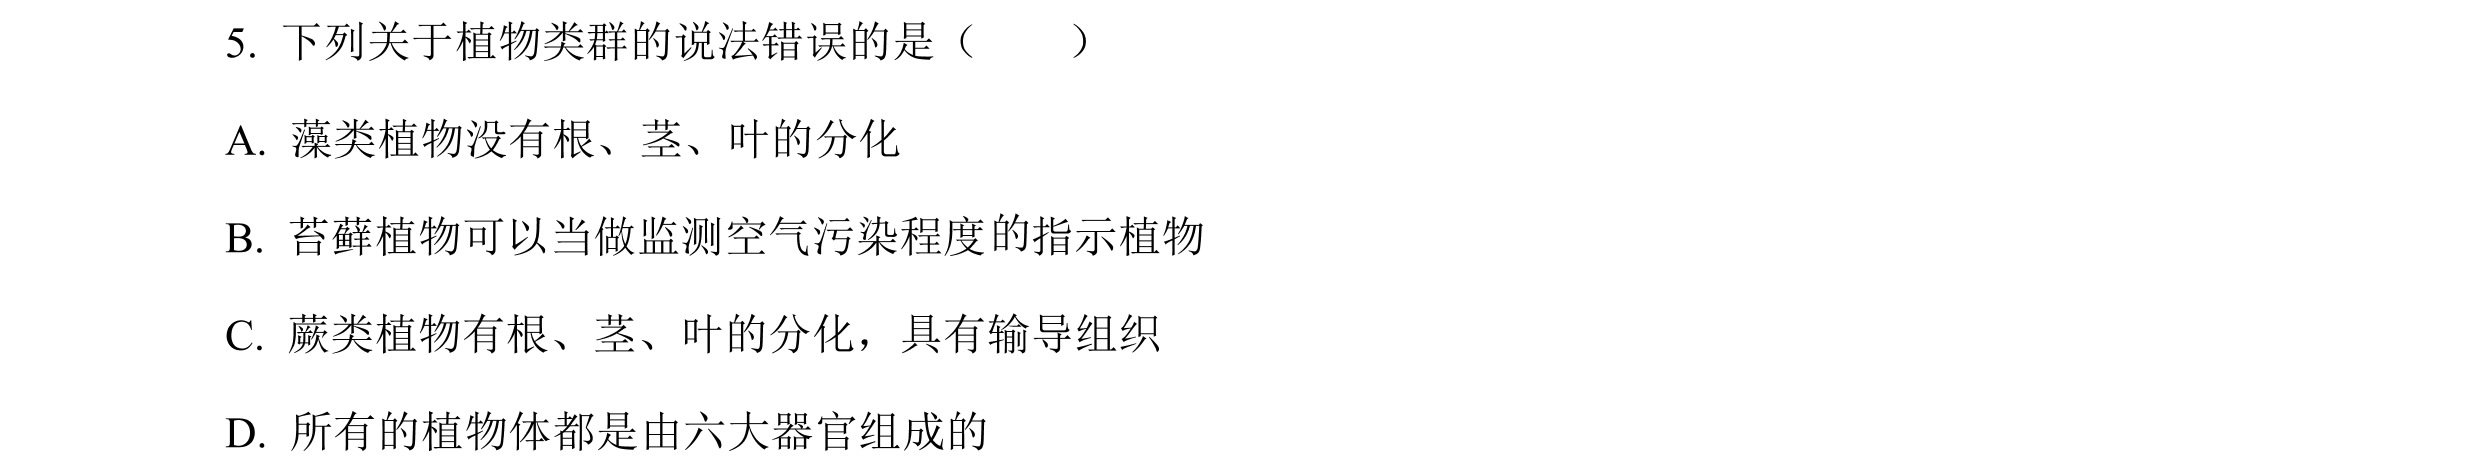 5. 下列关于植物类群的说法错误的是（　　）
A. 藻类植物没有根、茎、叶的分化
B. 苔藓植物可以当做监测空气污染程度的指示植物
C. 蕨类植物有根、茎、叶的分化，具有输导组织
D. 所有的植物体都是由六大器官组成的